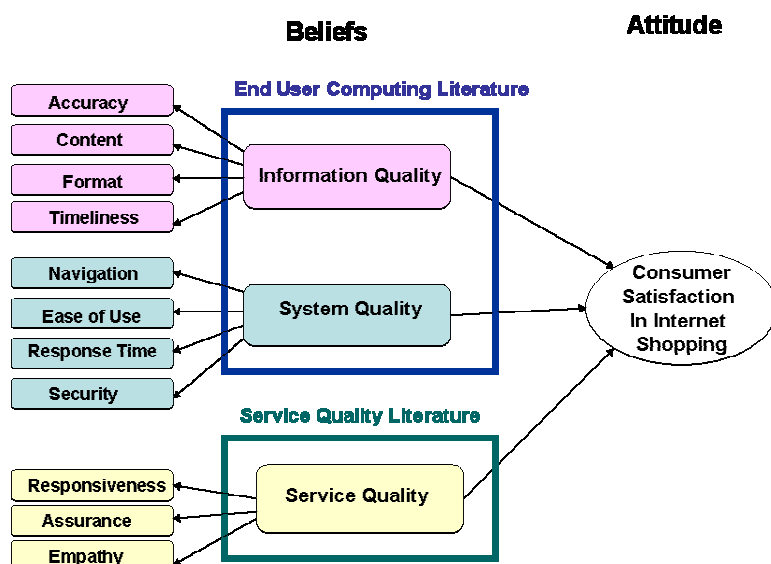 Beliefs
Attitude
End User Computing Literature
Accuracy
Content
Format
Timeliness
Information Quality
Navigation
Ease of Use
Response Time
Security
System Quality
Consumer
Satisfaction
In Internet
Shopping
Service Quality Literature
Responsiveness
Assurance
Empathy
Service Quality